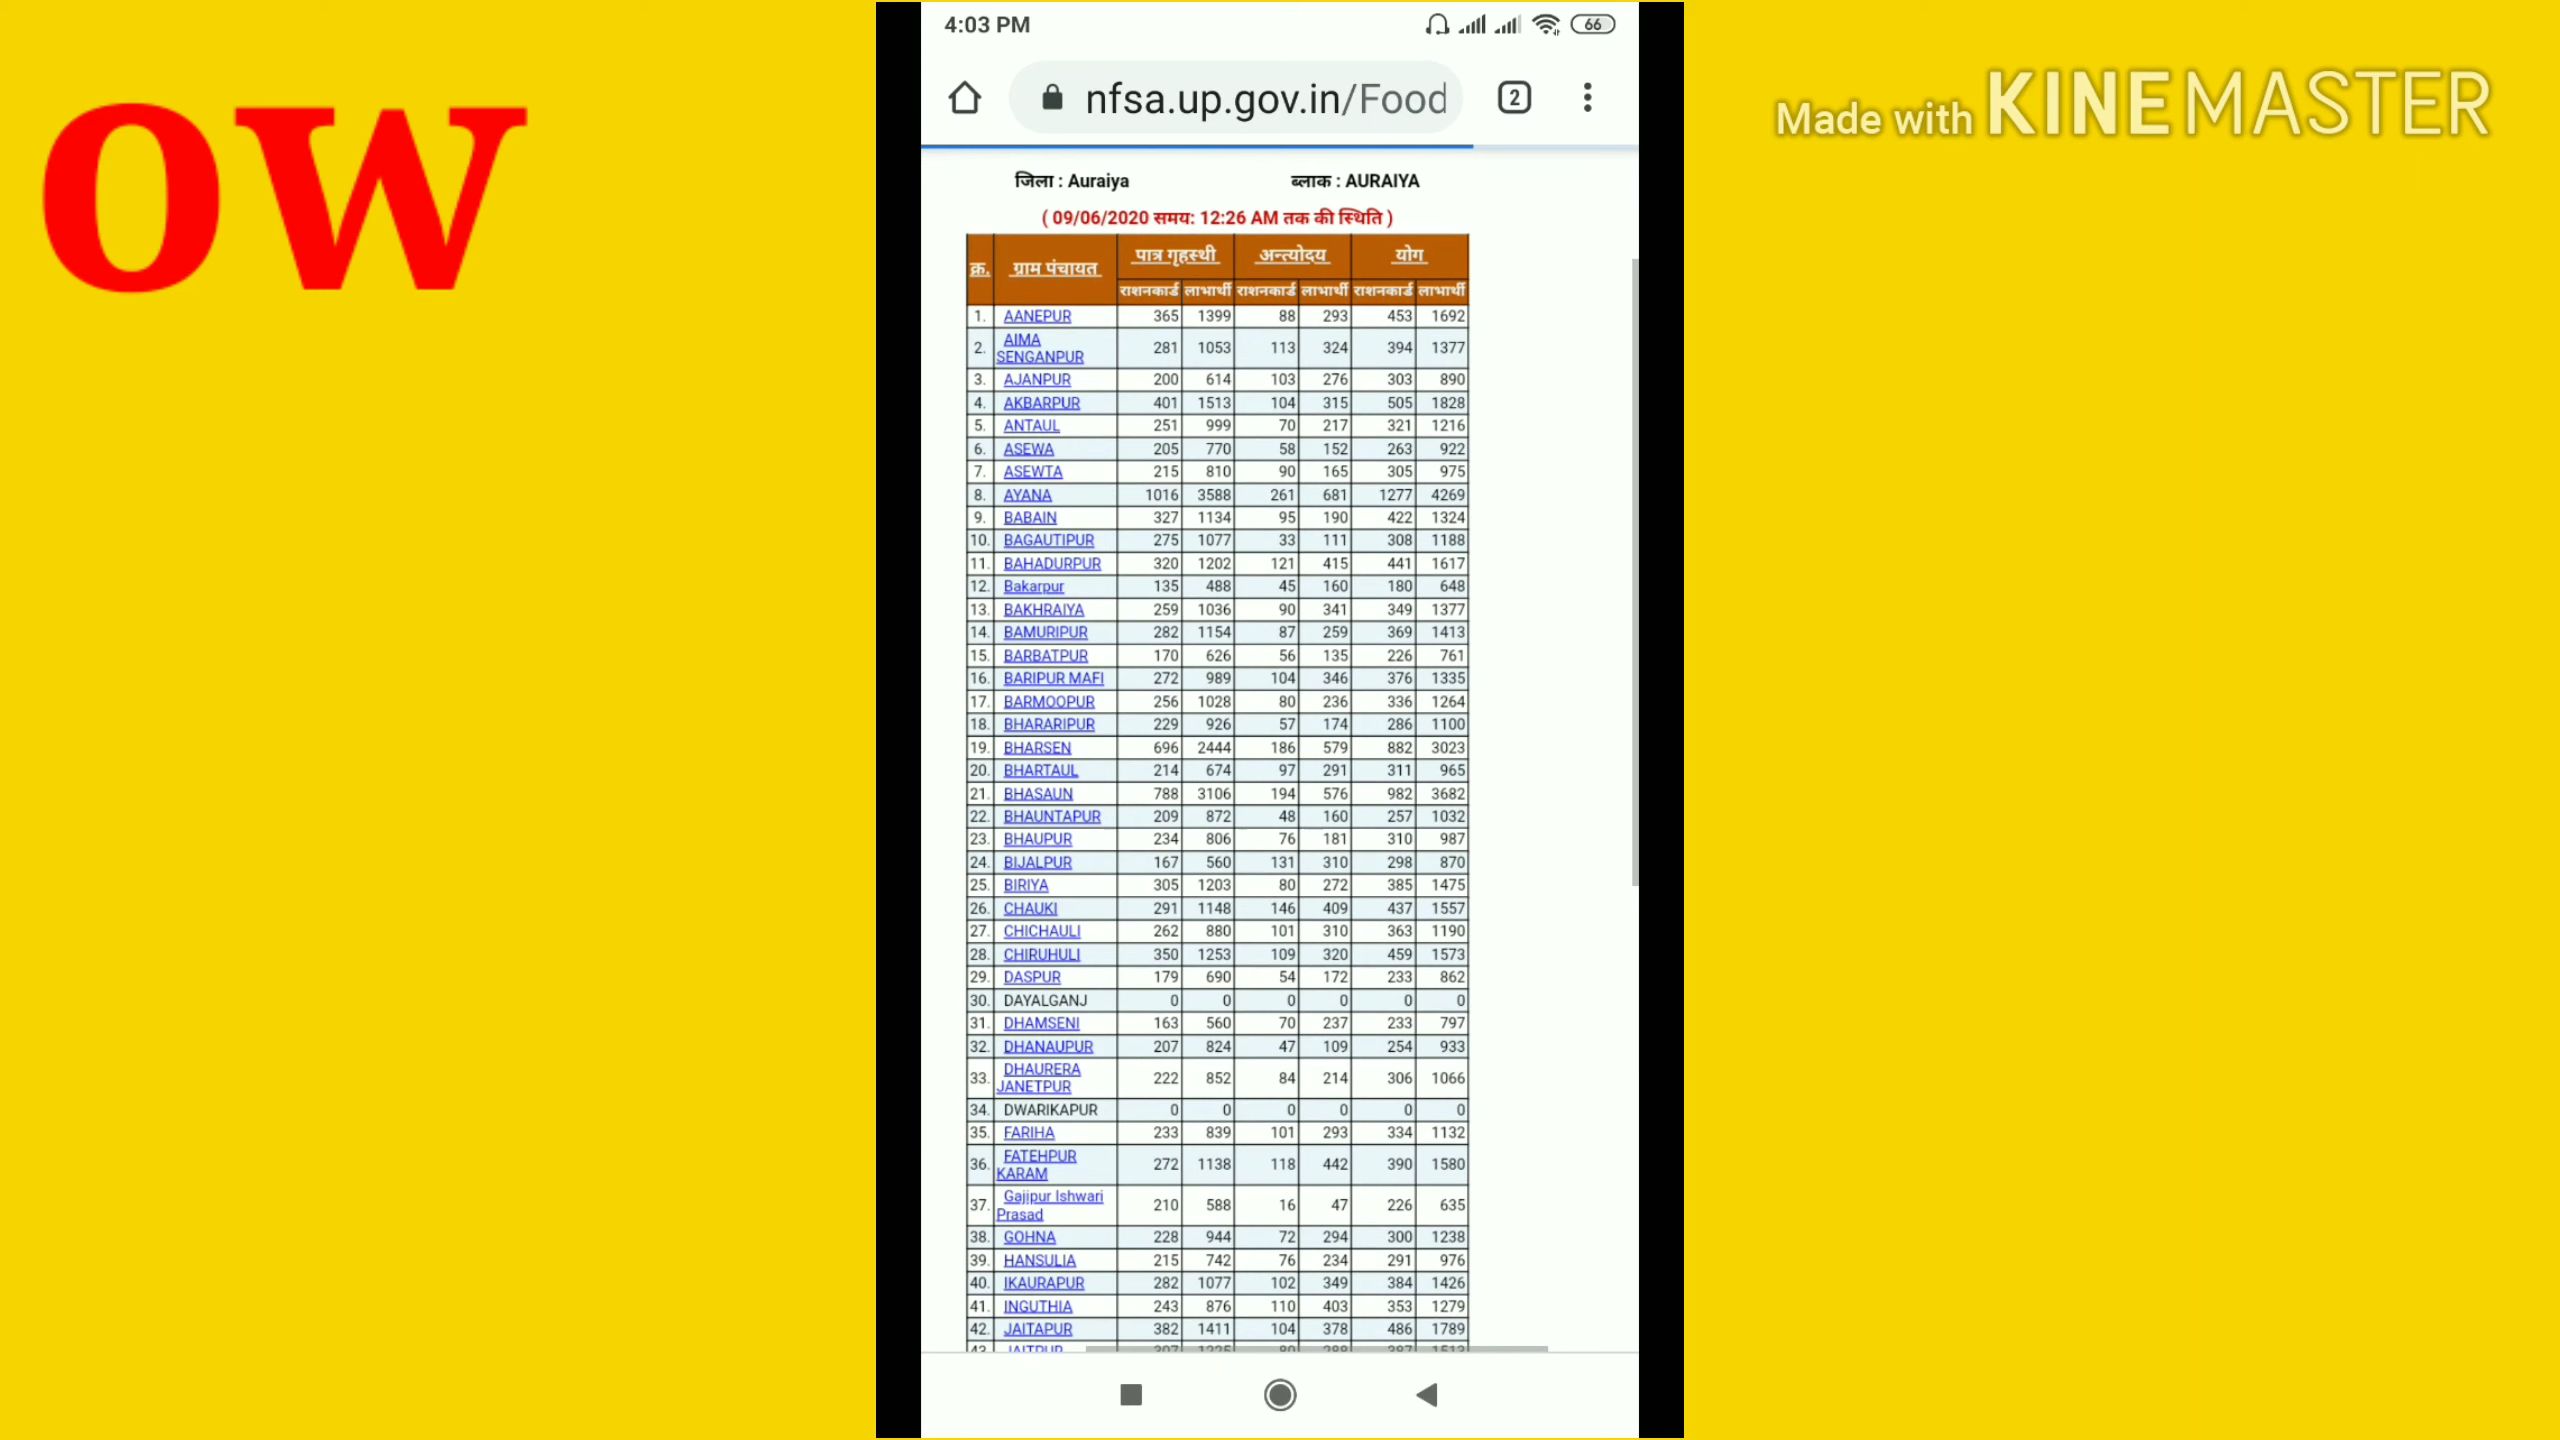 ow
Made with KINEMASTER
4:03 PM
66
nfsa.up.gov.in/Food
2
जिला : Auraiya ब्लाक : AURAIYA
( 09/06/2020 समय: 12:26 AM तक की स्थिति )
क्र. ग्राम पंचायत पात्र गृहस्थी अन्त्योदय योग
राशनकार्ड लाभार्थी राशनकार्ड लाभार्थी राशनकार्ड लाभार्थी
1. AANEPUR 365 1399 88 293 453 1692
2. AIMA SENGANPUR 281 1053 113 324 394 1377
3. AJANPUR 200 614 103 276 303 890
4. AKBARPUR 401 1513 104 315 505 1828
5. ANTAUL 251 999 70 217 321 1216
6. ASEWA 205 770 58 152 263 922
7. ASEWTA 215 810 90 165 305 975
8. AYANA 1016 3588 261 681 1277 4269
9. BABAIN 327 1134 95 190 422 1324
10. BAGAUTIPUR 275 1077 33 111 308 1188
11. BAHADURPUR 320 1202 121 415 441 1617
12. Bakarpur 135 488 45 160 180 648
13. BAKHRAIYA 259 1036 90 341 349 1377
14. BAMURIPUR 282 1154 87 259 369 1413
15. BARBATPUR 170 626 56 135 226 761
16. BARIPUR MAFI 272 989 104 346 376 1335
17. BARMOOPUR 256 1028 80 236 336 1264
18. BHARARIPUR 229 926 57 174 286 1100
19. BHARSEN 696 2444 186 579 882 3023
20. BHARTAUL 214 674 97 291 311 965
21. BHASAUN 788 3106 194 576 982 3682
22. BHAUNTAPUR 209 872 48 160 257 1032
23. BHAUPUR 234 806 76 181 310 987
24. BIJALPUR 167 560 131 310 298 870
25. BIRIYA 305 1203 80 272 385 1475
26. CHAUKI 291 1148 146 409 437 1557
27. CHICHAULI 262 880 101 310 363 1190
28. CHIRUHULI 350 1253 109 320 459 1573
29. DASPUR 179 690 54 172 233 862
30. DAYALGANJ 0 0 0 0 0 0
31. DHAMSENI 163 560 70 237 233 797
32. DHANAUPUR 207 824 47 109 254 933
33. DHAURERA JANETPUR 222 852 84 214 306 1066
34. DWARIKAPUR 0 0 0 0 0 0
35. FARIHA 233 839 101 293 334 1132
36. FATEHPUR KARAM 272 1138 118 442 390 1580
37. Gajipur Ishwari Prasad 210 588 16 47 226 635
38. GOHNA 228 944 72 294 300 1238
39. HANSULIA 215 742 76 234 291 976
40. IKAURAPUR 282 1077 102 349 384 1426
41. INGUTHIA 243 876 110 403 353 1279
42. JAITAPUR 382 1411 104 378 486 1789